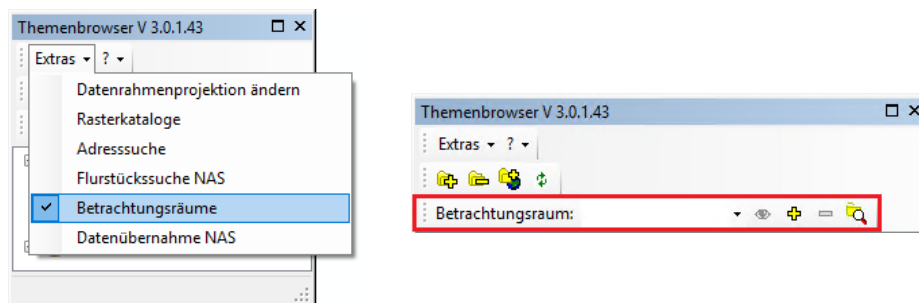 Themenbrowser V 3.0.1.43
Extras ?
Datenrahmenprojektion ändern
Rasterkataloge
Adresssuche
Flurstückssuche NAS
Betrachtungsräume
Datenübernahme NAS
Themenbrowser V 3.0.1.43
Extras ?
Betrachtungsraum: